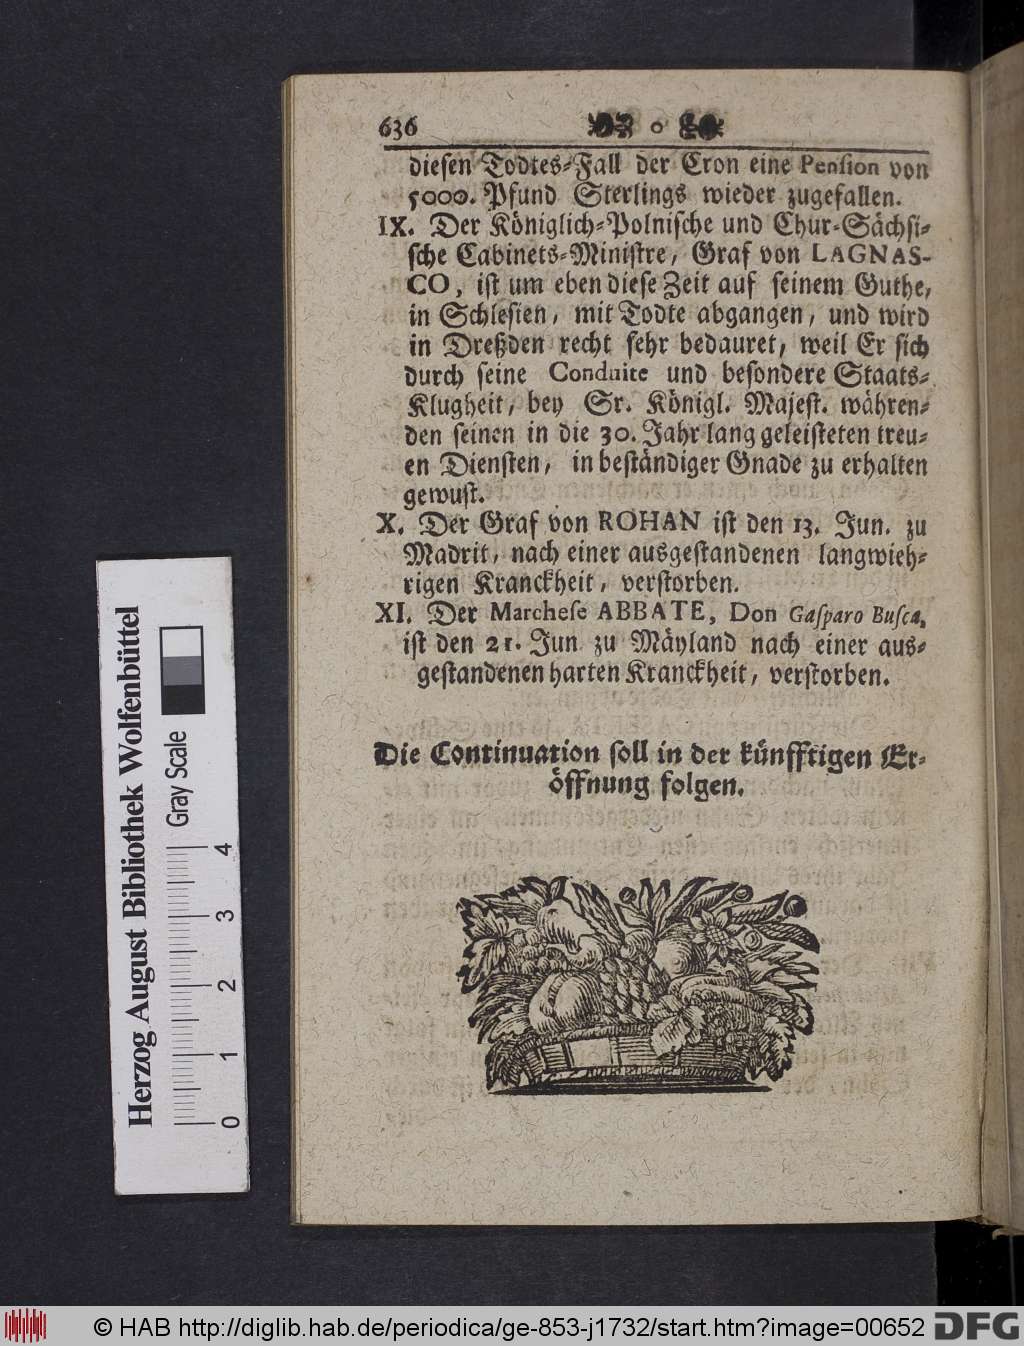 636
diesen Todtes-Fall der Cron eine Pension von
5000. Pfund Sterlings wieder zugefallen.
IX. Der Königlich-Polnische und Chur-Sächsi-
sche Cabinets-Ministre, Graf von LAGNAS-
CO, ist um eben diese Zeit auf seinem Guthe,
in Schlesien, mit Todte abgangen, und wird
in Dreßden recht sehr bedauret, weil Er sich
durch seine Conduite und besondere Staats-
Klugheit, bey Sr. Königl. Majest. währen-
den seinen in die 30. Jahr lang geleisteten treu-
en Diensten, in beständiger Gnade zu erhalten
gewust.
X. Der Graf von ROHAN ist den 13. Jun. zu
Madrit, nach einer ausgestandenen langwieh-
rigen Kranckheit, verstorben.
XI. Der Marchese ABBATE, Don Gasparo Busca,
ist den 21. Jun zu Mäyland nach einer aus-
gestandenen harten Kranckheit, verstorben.
Die Continuation soll in der künfftigen Er-
öffnung folgen.
Herzog August Bibliothek Wolfenbüttel
Gray Scale
0 1 2 3 4
© HAB http://diglib.hab.de/periodica/ge-853-j1732/start.htm?image=00652
DFG